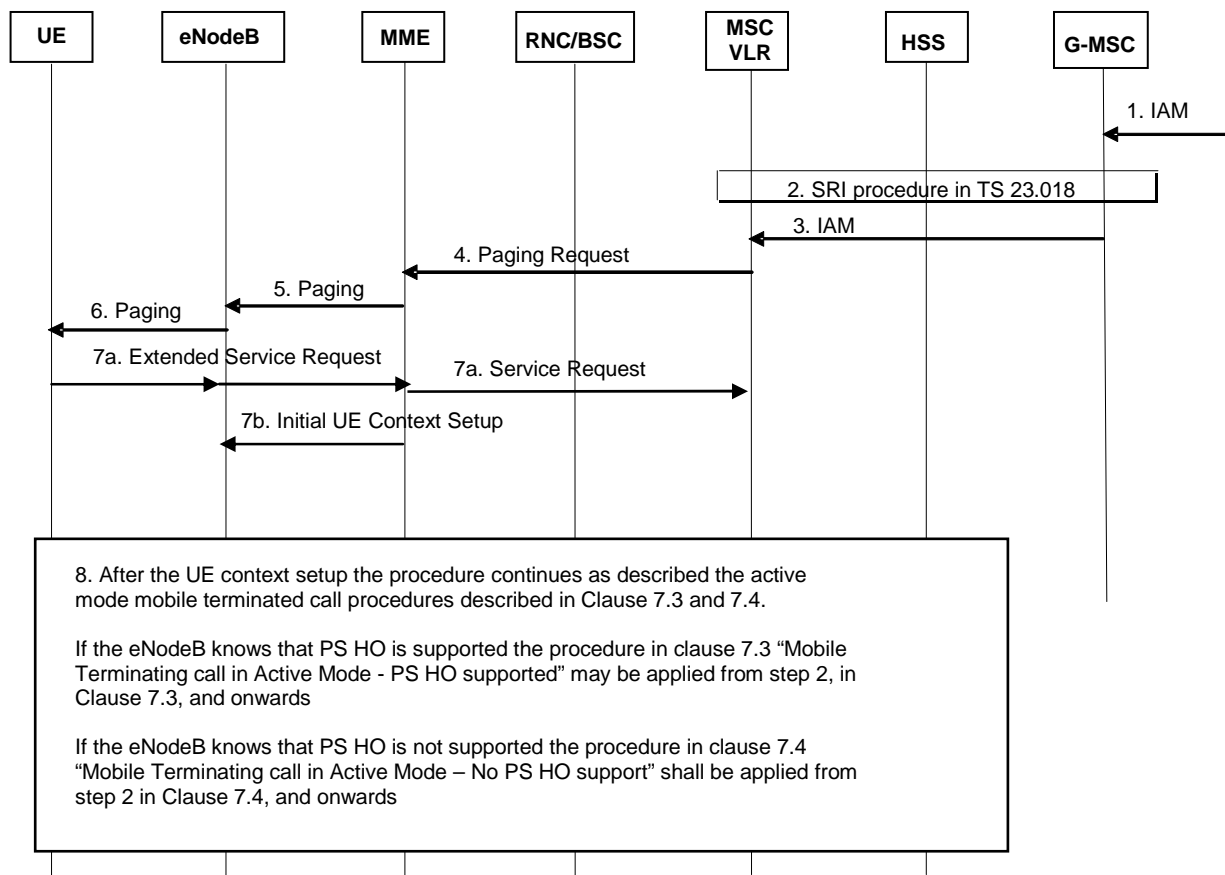 UE
eNodeB
MME
RNC/BSC
MSC
VLR
HSS
G-MSC
1. IAM
2. SRI procedure in TS 23.018
3. IAM
4. Paging Request
5. Paging
6. Paging
7a. Extended Service Request
7a. Service Request
7b. Initial UE Context Setup
8. After the UE context setup the procedure continues as described the active
mode mobile terminated call procedures described in Clause 7.3 and 7.4.
If the eNodeB knows that PS HO is supported the procedure in clause 7.3 “Mobile
Terminating call in Active Mode - PS HO supported” may be applied from step 2, in
Clause 7.3, and onwards
If the eNodeB knows that PS HO is not supported the procedure in clause 7.4
“Mobile Terminating call in Active Mode – No PS HO support” shall be applied from
step 2 in Clause 7.4, and onwards